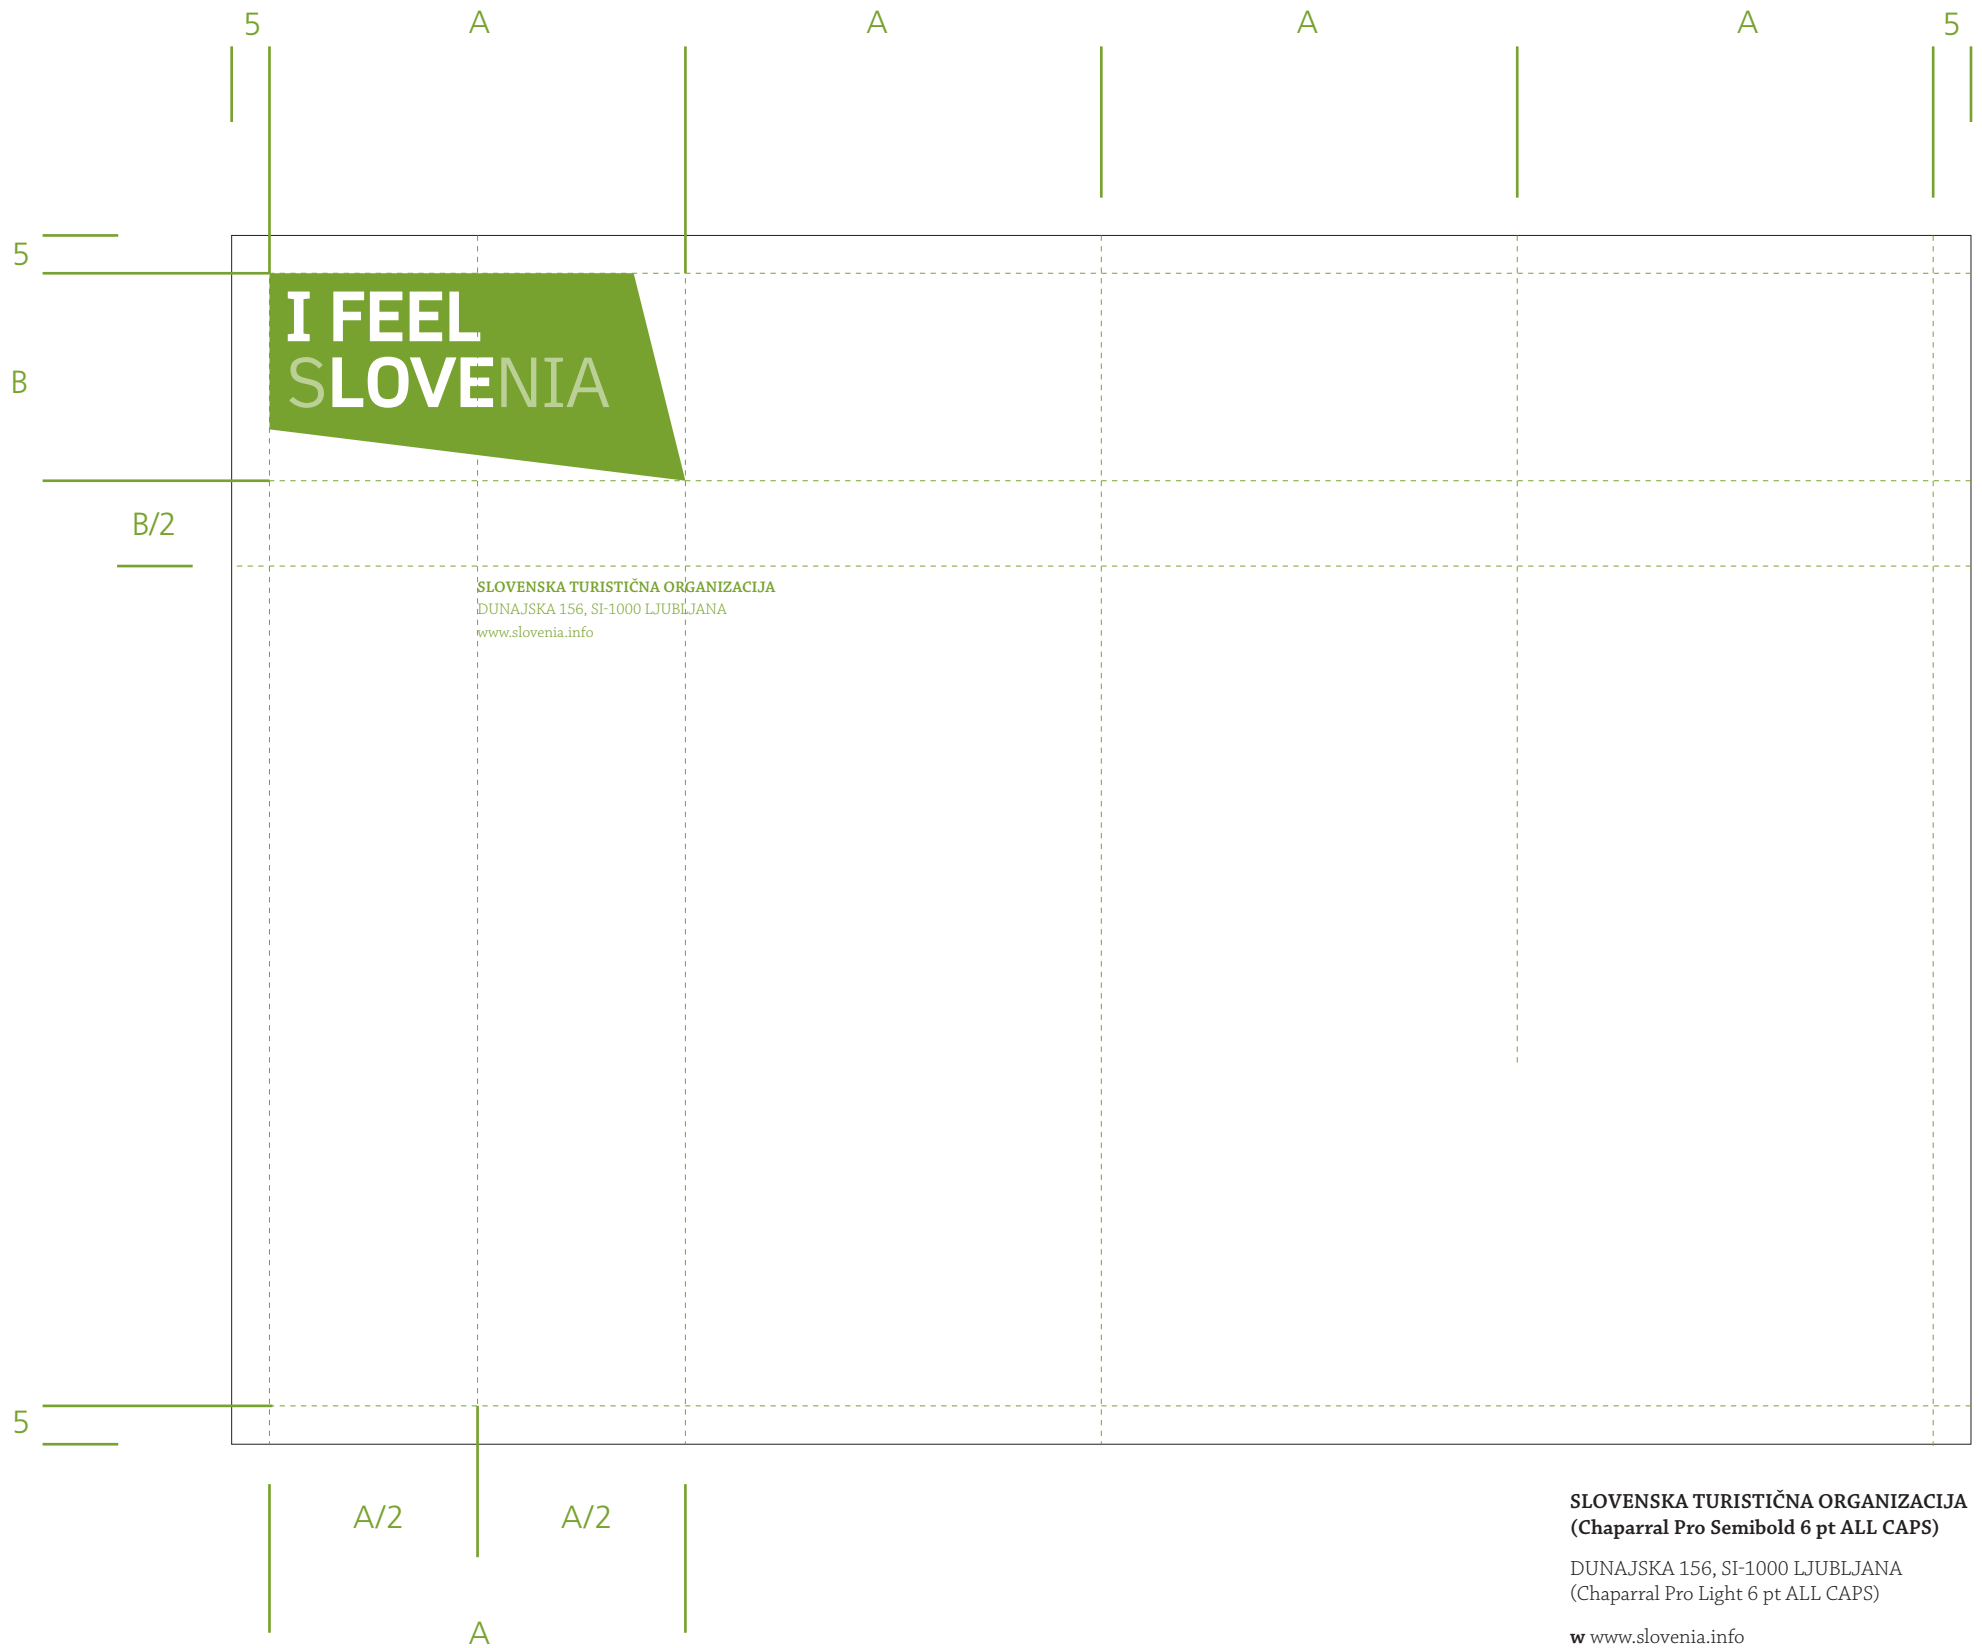 5 A A A 5
5
I FEEL
B
SLOVENIA
B/2
SLOVENSKA TURISTIČNA ORGANIZACIJA
DUNAJSKA 156, SI-1000 LJUBLJANA
www.slovenia.info
5
A/2 A/2
A
SLOVENSKA TURISTIČNA ORGANIZACIJA
(Chaparral Pro Semibold 6 pt ALL CAPS)
DUNAJSKA 156, SI-1000 LJUBLJANA
(Chaparral Pro Light 6 pt ALL CAPS)
w www.slovenia.info